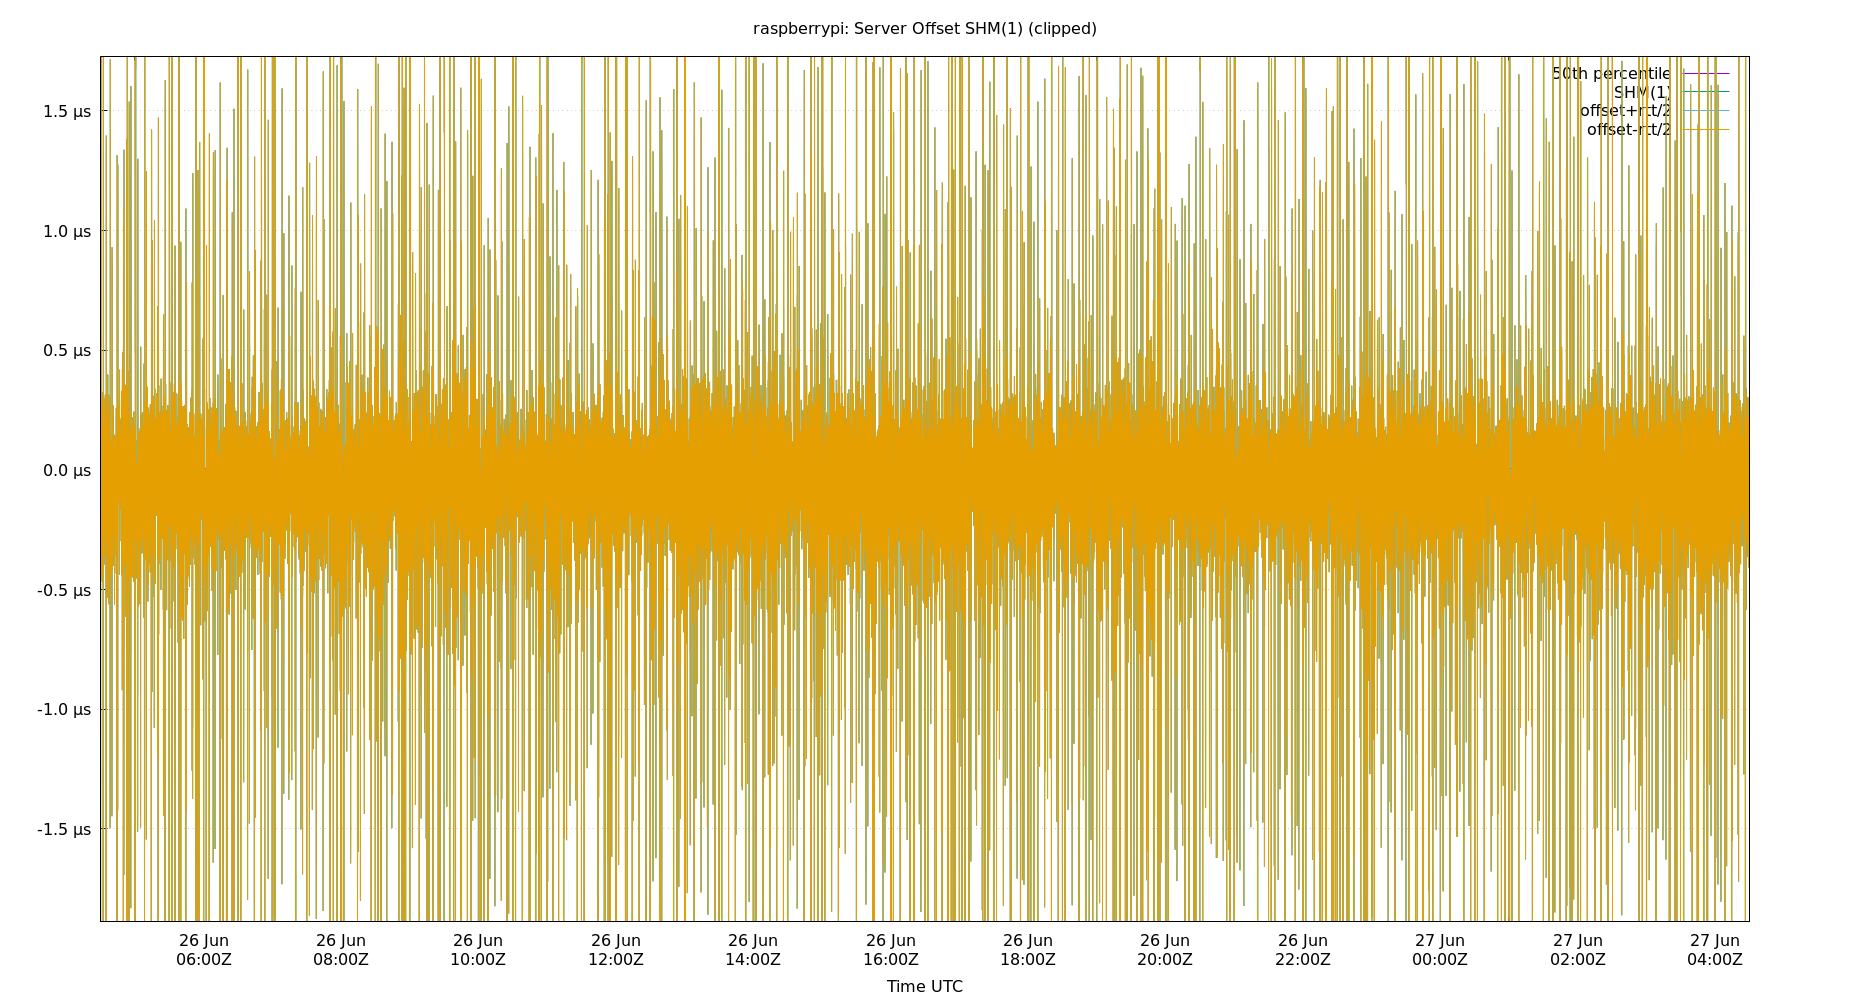 raspberrypi: Server Offset SHM(1) (clipped)
50th percentile
SHM(1)
offset+rtt/2
offset-rtt/2
1.5 µs
1.0 µs
0.5 µs
0.0 µs
-0.5 µs
-1.0 µs
-1.5 µs
26 Jun 26 Jun 26 Jun 26 Jun 26 Jun 26 Jun 26 Jun 26 Jun 26 Jun 27 Jun 27 Jun 27 Jun
06:00Z 08:00Z 10:00Z 12:00Z 14:00Z 16:00Z 18:00Z 20:00Z 22:00Z 00:00Z 02:00Z 04:00Z
Time UTC